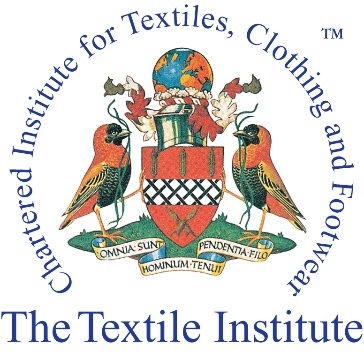 Chartered Institute for Textiles, Clothing and Footwear
™
OMNIA · SUNT
HOMINUM · TENUI
PENDENTIA · FILO
The Textile Institute